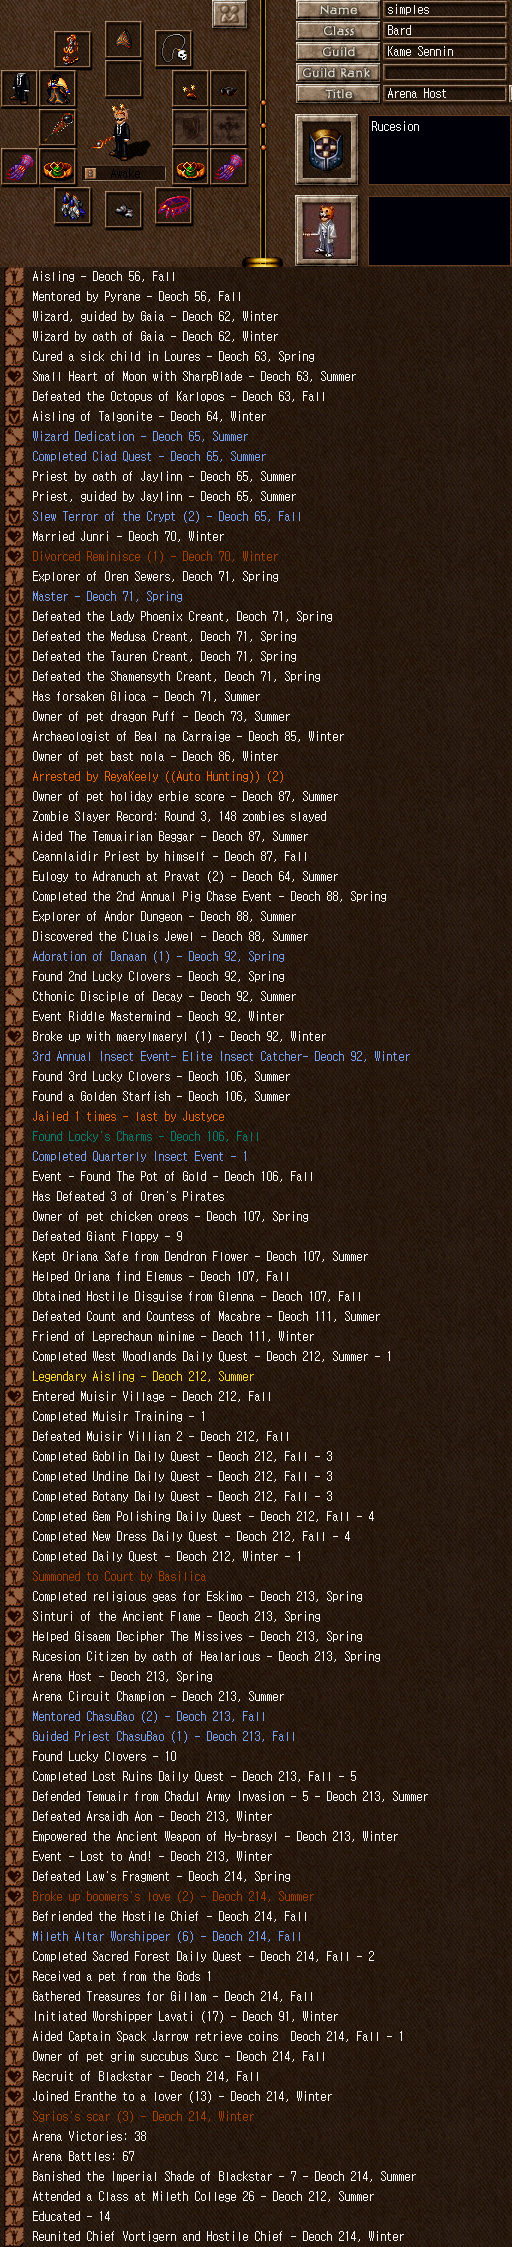 Name simples
Class Bard
Guild Kame Sennin
Guild Rank
Title Arena Host
Rucesion
Awake
Aisling - Deoch 56, Fall
Mentored by Pyrane - Deoch 56, Fall
Wizard, guided by Gaia - Deoch 62, Winter
Wizard by oath of Gaia - Deoch 62, Winter
Cured a sick child in Loures - Deoch 63, Spring
Small Heart of Moon with SharpBlade - Deoch 63, Summer
Defeated the Octopus of Karlopos - Deoch 63, Fall
Aisling of Talgonite - Deoch 64, Winter
Wizard Dedication - Deoch 65, Summer
Completed Ciad Quest - Deoch 65, Summer
Priest by oath of Jaylinn - Deoch 65, Summer
Priest, guided by Jaylinn - Deoch 65, Summer
Slew Terror of the Crypt (2) - Deoch 65, Fall
Married Junri - Deoch 70, Winter
Divorced Reminisce (1) - Deoch 70, Winter
Explorer of Oren Sewers, Deoch 71, Spring
Master - Deoch 71, Spring
Defeated the Lady Phoenix Creant, Deoch 71, Spring
Defeated the Medusa Creant, Deoch 71, Spring
Defeated the Tauren Creant, Deoch 71, Spring
Defeated the Shamensyth Creant, Deoch 71, Spring
Has forsaken Glioca - Deoch 71, Summer
Owner of pet dragon Puff - Deoch 73, Summer
Archaeologist of Beal na Carraige - Deoch 85, Winter
Owner of pet bast nola - Deoch 86, Winter
Arrested by ReyaKeely ((Auto Hunting)) (2)
Owner of pet holiday erbie score - Deoch 87, Summer
Zombie Slayer Record: Round 3, 148 zombies slayed
Aided The Temuairian Beggar - Deoch 87, Summer
Ceannlaidir Priest by himself - Deoch 87, Fall
Eulogy to Adranuch at Pravat (2) - Deoch 64, Summer
Completed the 2nd Annual Pig Chase Event - Deoch 88, Spring
Explorer of Andor Dungeon - Deoch 88, Summer
Discovered the Cluais Jewel - Deoch 88, Summer
Adoration of Danaan (1) - Deoch 92, Spring
Found 2nd Lucky Clovers - Deoch 92, Spring
Cthonic Disciple of Decay - Deoch 92, Summer
Event Riddle Mastermind - Deoch 92, Winter
Broke up with maerylmaeryl (1) - Deoch 92, Winter
3rd Annual Insect Event- Elite Insect Catcher- Deoch 92, Winter
Found 3rd Lucky Clovers - Deoch 106, Summer
Found a Golden Starfish - Deoch 106, Summer
Jailed 1 times - last by Justyce
Found Locky's Charms - Deoch 106, Fall
Completed Quarterly Insect Event - 1
Event - Found The Pot of Gold - Deoch 106, Fall
Has Defeated 3 of Oren's Pirates
Owner of pet chicken oreos - Deoch 107, Spring
Defeated Giant Floppy - 9
Kept Oriana Safe from Dendron Flower - Deoch 107, Summer
Helped Oriana find Elemus - Deoch 107, Fall
Obtained Hostile Disguise from Glenna - Deoch 107, Fall
Defeated Count and Countess of Macabre - Deoch 111, Summer
Friend of Leprechaun minime - Deoch 111, Winter
Completed West Woodlands Daily Quest - Deoch 212, Summer - 1
Legendary Aisling - Deoch 212, Summer
Entered Muisir Village - Deoch 212, Fall
Completed Muisir Training - 1
Defeated Muisir Villian 2 - Deoch 212, Fall
Completed Goblin Daily Quest - Deoch 212, Fall - 3
Completed Undine Daily Quest - Deoch 212, Fall - 3
Completed Botany Daily Quest - Deoch 212, Fall - 3
Completed Gem Polishing Daily Quest - Deoch 212, Fall - 4
Completed New Dress Daily Quest - Deoch 212, Fall - 4
Completed Daily Quest - Deoch 212, Winter - 1
Summoned to Court by Basilica
Completed religious geas for Eskimo - Deoch 213, Spring
Sinturi of the Ancient Flame - Deoch 213, Spring
Helped Gisaem Decipher The Missives - Deoch 213, Spring
Rucesion Citizen by oath of Healarious - Deoch 213, Spring
Arena Host - Deoch 213, Spring
Arena Circuit Champion - Deoch 213, Summer
Mentored ChasuBao (2) - Deoch 213, Fall
Guided Priest ChasuBao (1) - Deoch 213, Fall
Found Lucky Clovers - 10
Completed Lost Ruins Daily Quest - Deoch 213, Fall - 5
Defended Temuair from Chadul Army Invasion - 5 - Deoch 213, Summer
Defeated Arsaidh Aon - Deoch 213, Winter
Empowered the Ancient Weapon of Hy-brasyl - Deoch 213, Winter
Event - Lost to And! - Deoch 213, Winter
Defeated Law's Fragment - Deoch 214, Spring
Broke up boomers's love (2) - Deoch 214, Summer
Befriended the Hostile Chief - Deoch 214, Fall
Mileth Altar Worshipper (6) - Deoch 214, Fall
Completed Sacred Forest Daily Quest - Deoch 214, Fall - 2
Received a pet from the Gods 1
Gathered Treasures for Gillam - Deoch 214, Fall
Initiated Worshipper Lavati (17) - Deoch 91, Winter
Aided Captain Spack Jarrow retrieve coins  Deoch 214, Fall - 1
Owner of pet grim succubus Succ - Deoch 214, Fall
Recruit of Blackstar - Deoch 214, Fall
Joined Eranthe to a lover (13) - Deoch 214, Winter
Sgrios's scar (3) - Deoch 214, Winter
Arena Victories: 38
Arena Battles: 67
Banished the Imperial Shade of Blackstar - 7 - Deoch 214, Summer
Attended a Class at Mileth College 26 - Deoch 212, Summer
Educated - 14
Reunited Chief Vortigern and Hostile Chief - Deoch 214, Winter